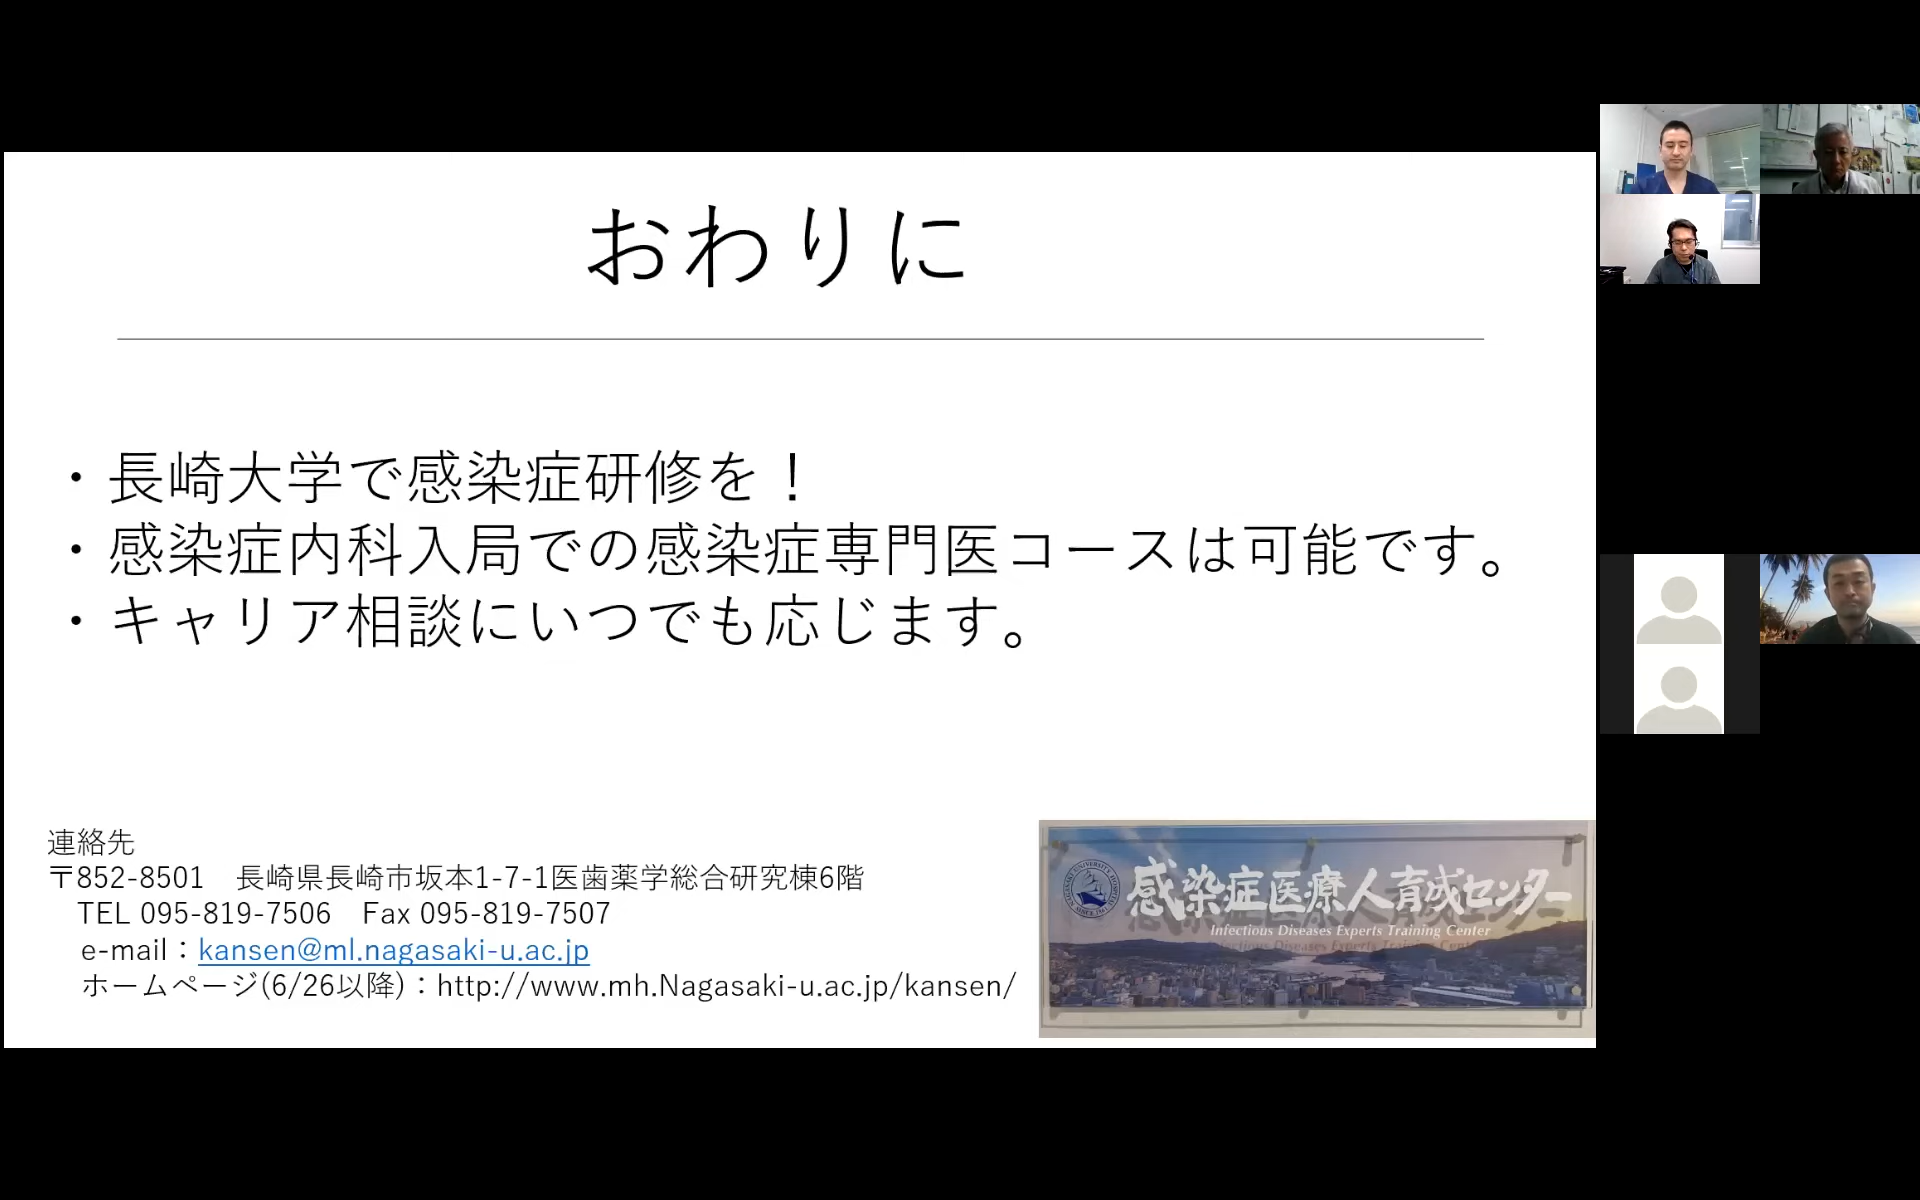 おわりに
・長崎大学で感染症研修を！
・感染症内科入局での感染症専門医コースは可能です。
・キャリア相談にいつでも応じます。
連絡先
〒852-8501　長崎県長崎市坂本1-7-1医歯薬学総合研究棟6階
TEL 095-819-7506　Fax 095-819-7507
e-mail：kansen@ml.nagasaki-u.ac.jp
ホームページ(6/26以降)：http://www.mh.Nagasaki-u.ac.jp/kansen/
感染症医療人育成センター
Infectious Diseases Experts Training Center